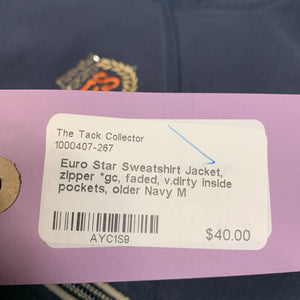 The Tack Collector
1000407-267
Euro Star Sweatshirt Jacket,
zipper *gc, faded, v.dirty Inside
pockets, older Navy M
AYC1S9
$40.00